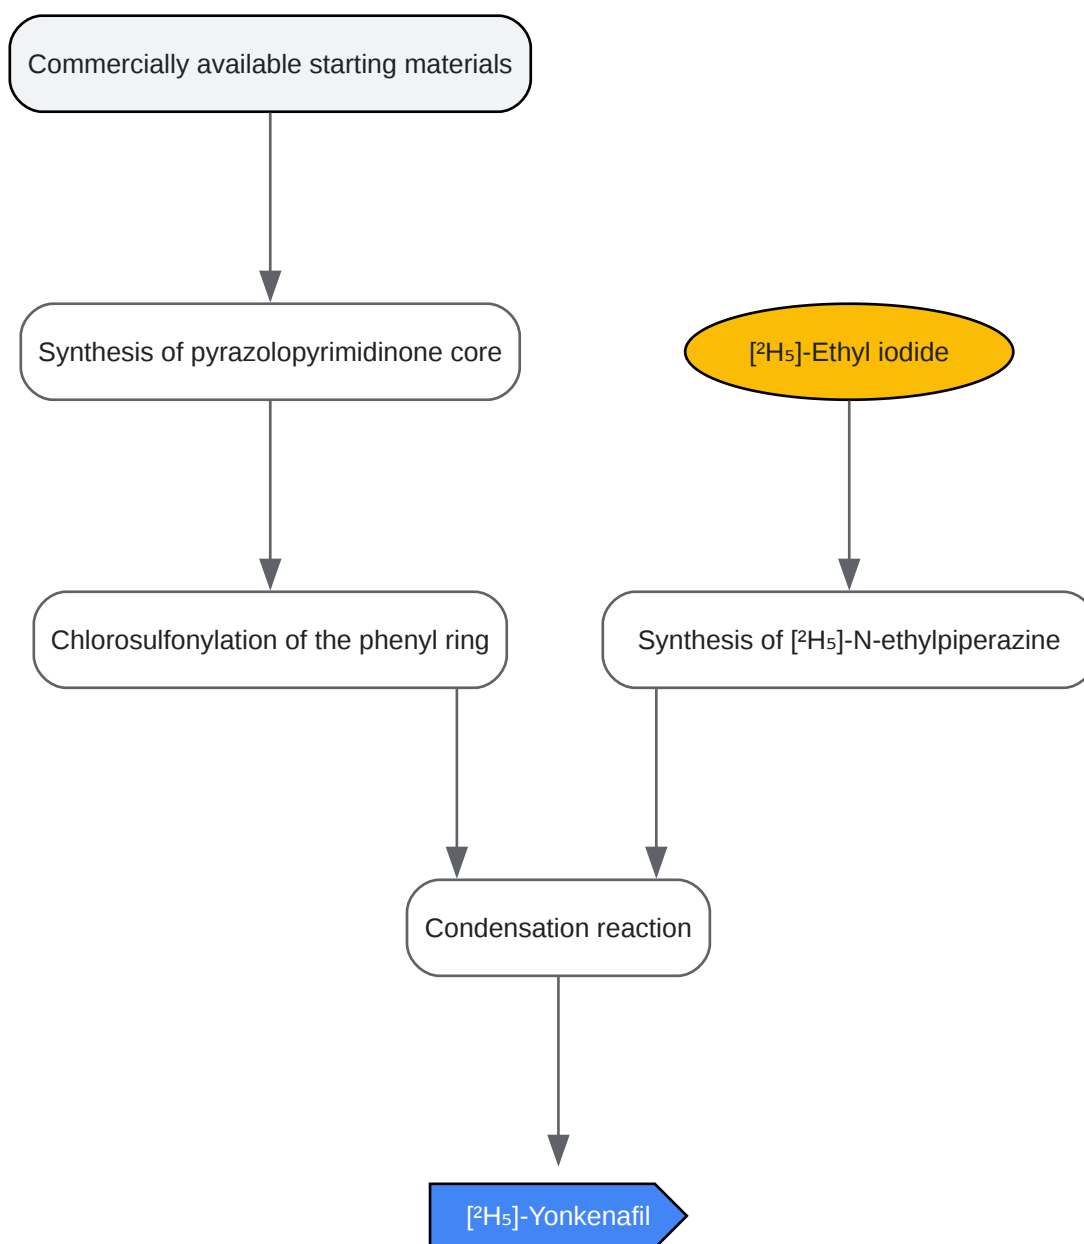 Commercially available starting materials
Synthesis of pyrazolopyrimidinone core
[²H₅]-Ethyl iodide
Chlorosulfonylation of the phenyl ring
Synthesis of [²H₅]-N-ethylpiperazine
Condensation reaction
[²H₅]-Yonkenafil